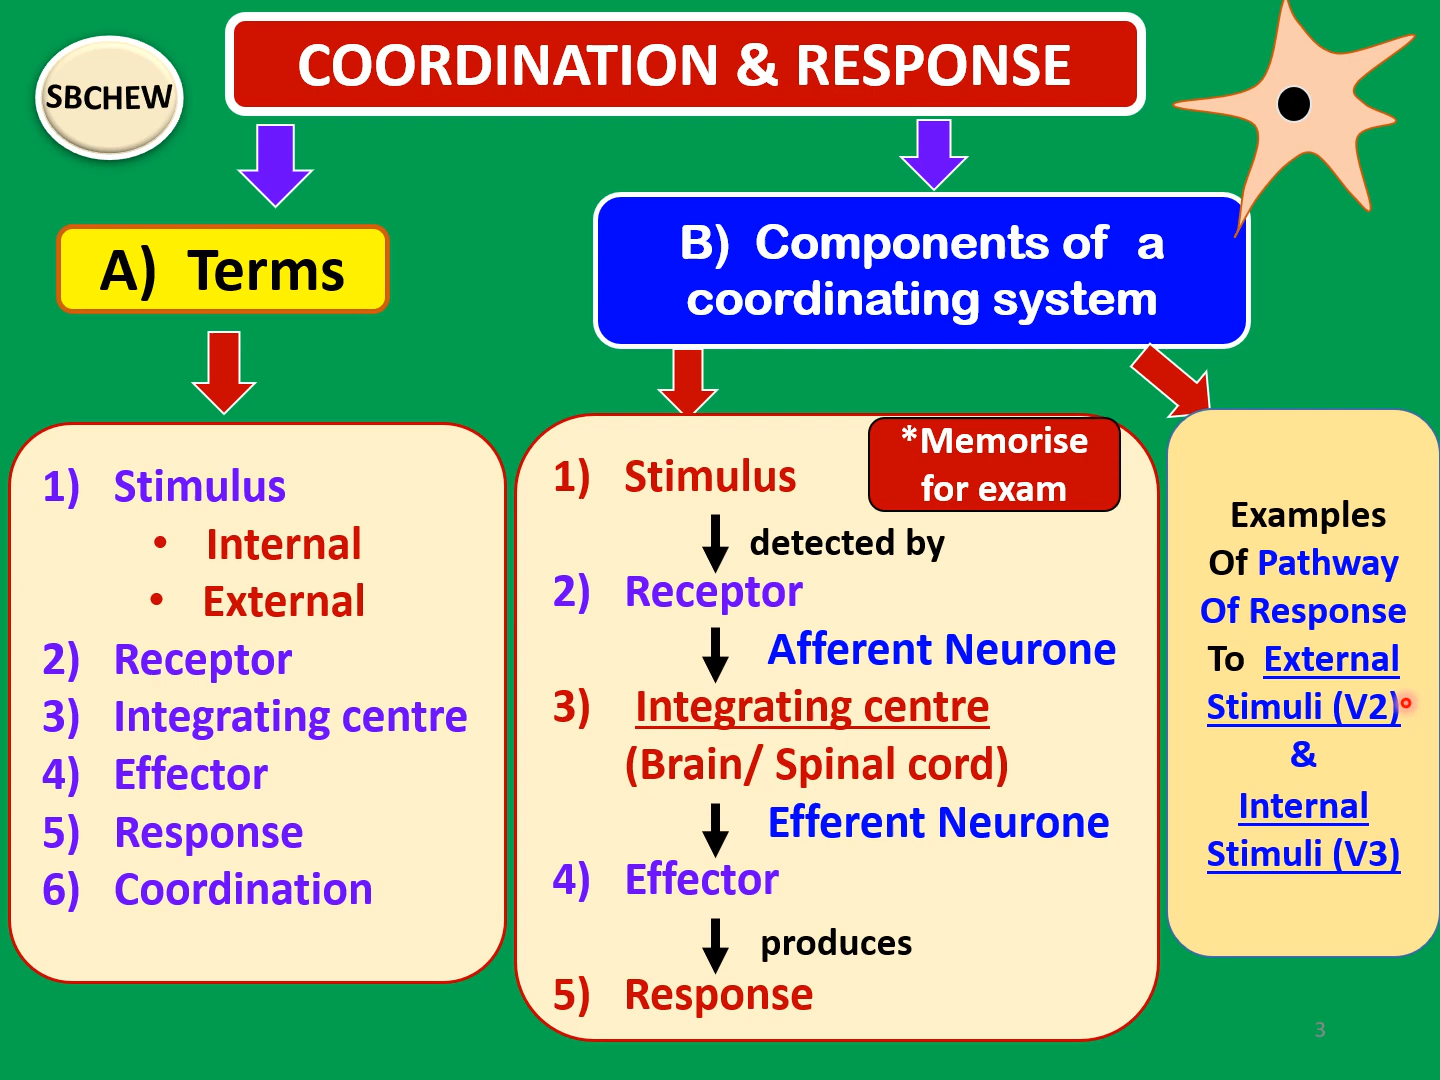 SBCHEW
COORDINATION & RESPONSE
A) Terms
1) Stimulus
• Internal
• External
2) Receptor
3) Integrating centre
4) Effector
5) Response
6) Coordination
B) Components of a
coordinating system
*Memorise
for exam
1) Stimulus
detected by
2) Receptor
Afferent Neurone
3) Integrating centre
(Brain/ Spinal cord)
Efferent Neurone
4) Effector
produces
5) Response
Examples
Of Pathway
Of Response
To External
Stimuli (V2)
&
Internal
Stimuli (V3)
3